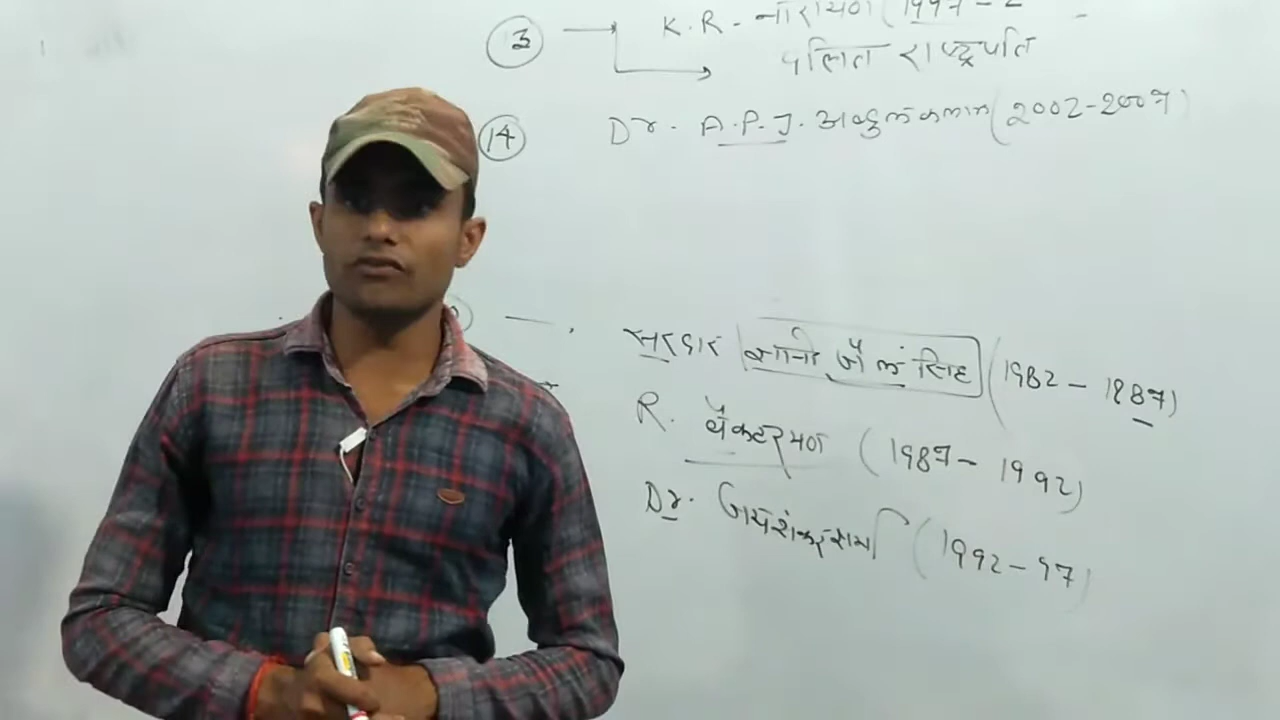 13 K.R. नारायण (1997-2
दलित राष्ट्रपति
14 Dr. A.P.J. अब्दुल कलाम (2002-2007)
सरदार ज्ञानी जैल सिंह (1982 - 1987)
R. वेंकटरमण (1987 - 1992)
Dr. जयशंकर शर्मा (1992 - 97)